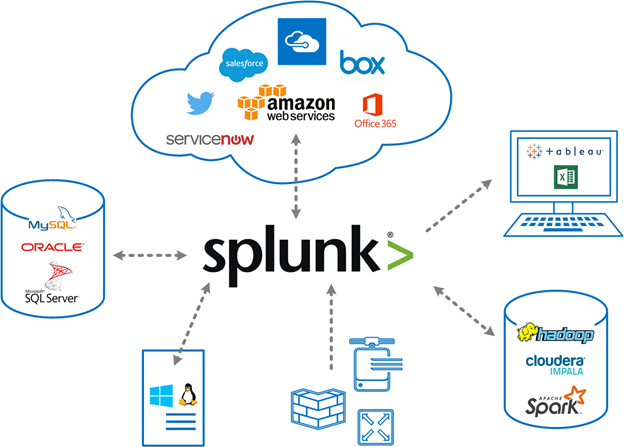 salesforce
box
amazon
web services
Office 365
servicenow
+ a b l e a u
MySQL
ORACLE
Microsoft
SQL Server
splunk®>
hadoop
cloudera
IMPALA
APACHE
Spark